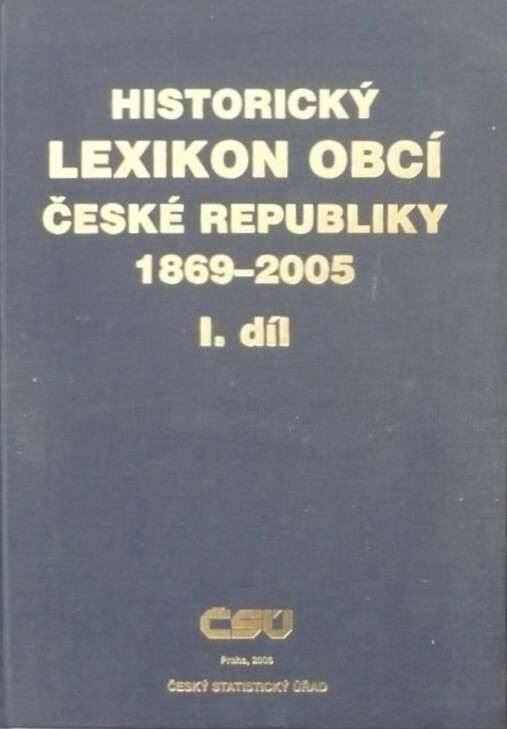 HISTORICKÝ
LEXIKON OBCÍ
ČESKÉ REPUBLIKY
1869–2005
I. díl
ČSÚ
Praha, 2006
ČESKÝ STATISTICKÝ ÚŘAD